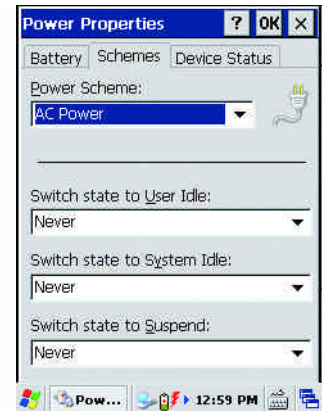 Power Properties ? OK ×
Battery Schemes Device Status
Power Scheme:
AC Power
Switch state to User Idle:
Never
Switch state to System Idle:
Never
Switch state to Suspend:
Never
Pow... 12:59 PM